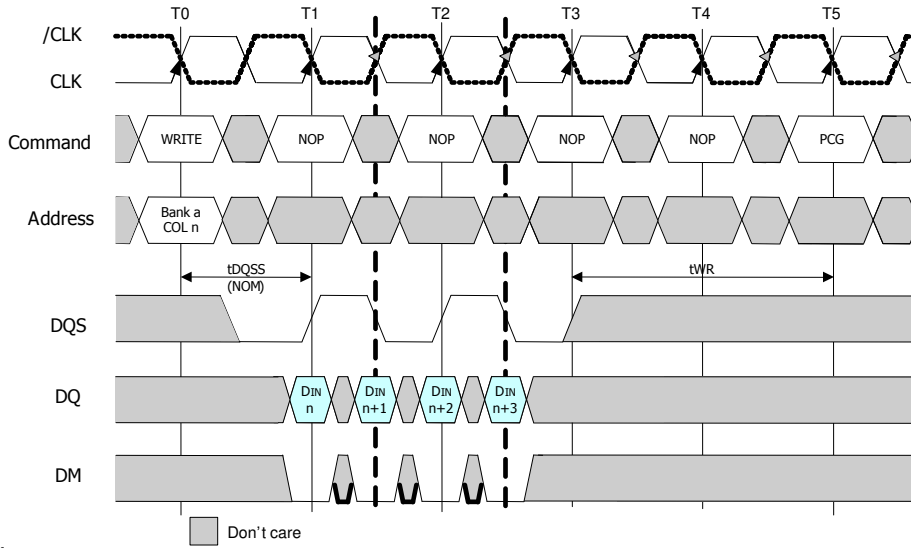 T0 T1 T2 T3 T4 T5
/CLK
CLK
Command WRITE NOP NOP NOP NOP PCG
Address Bank a
COL n
tDQSS
(NOM)
tWR
DQS
DQ DIN
n DIN
n+1 DIN
n+2 DIN
n+3
DM
Don't care